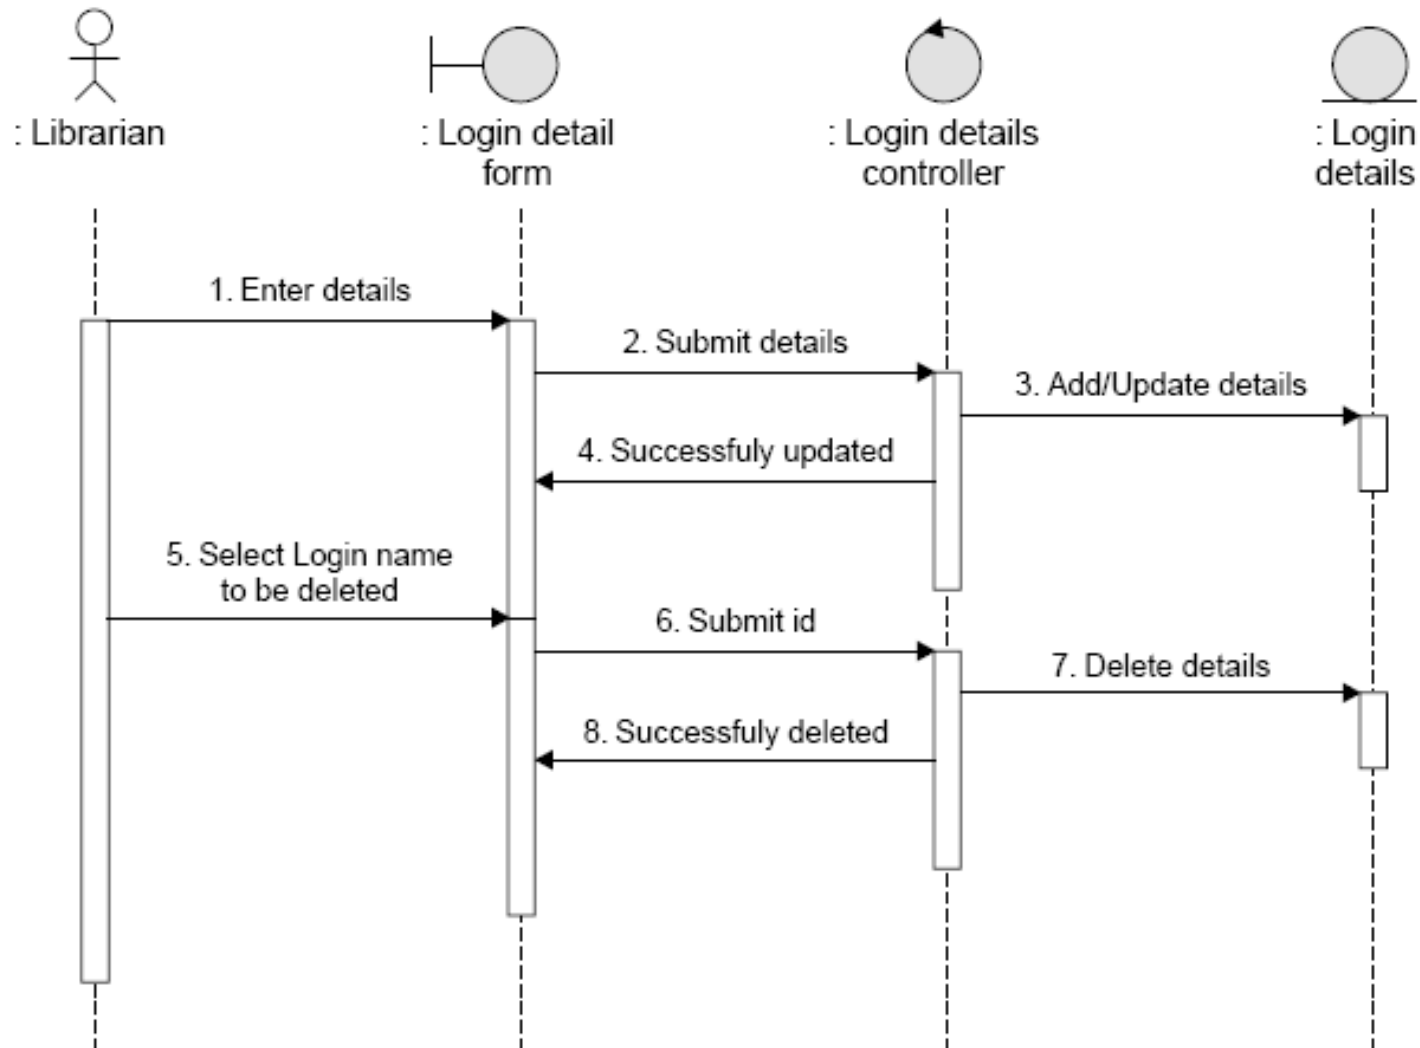 : Librarian
: Login detail
form
: Login details
controller
: Login
details
1. Enter details
2. Submit details
3. Add/Update details
4. Successfuly updated
5. Select Login name
to be deleted
6. Submit id
7. Delete details
8. Successfuly deleted